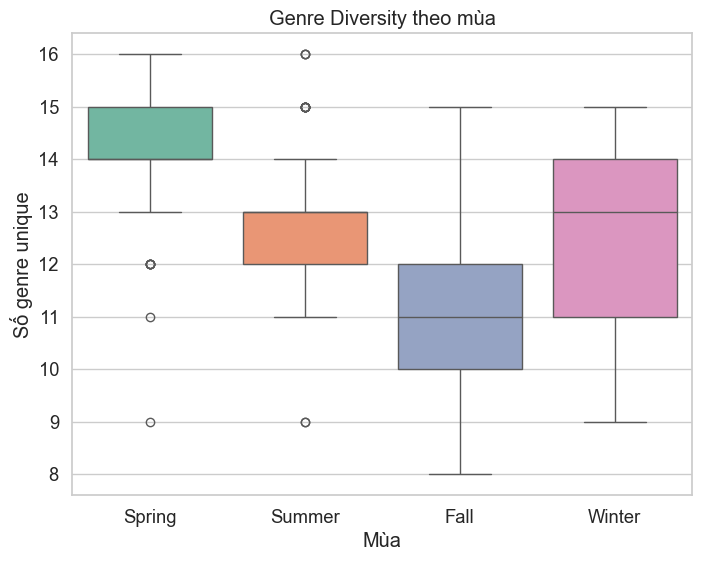 Genre Diversity theo mùa
Số genre unique
16
15
14
13
12
11
10
9
8
Spring
Summer
Fall
Winter
Mùa